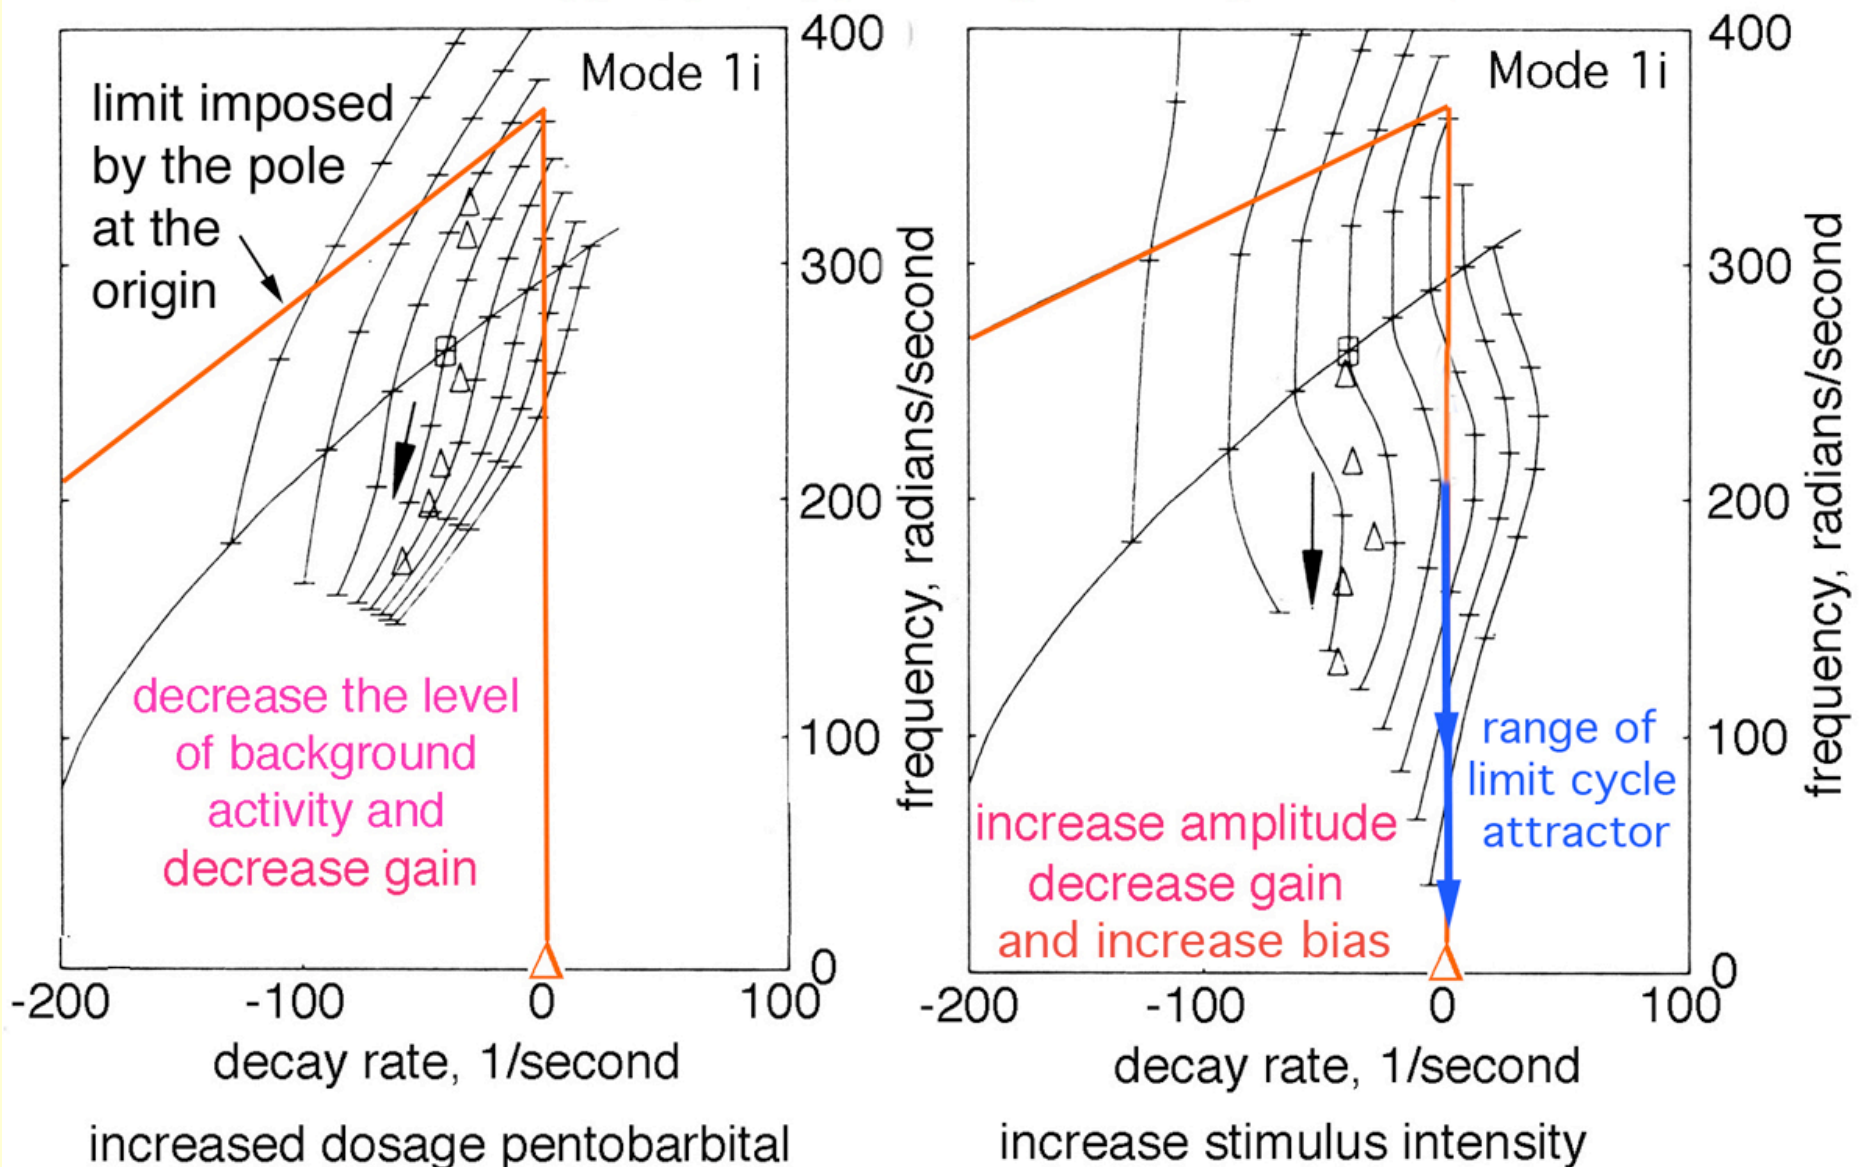 Mode 1i
limit imposed
by the pole
at the
origin
decrease the level
of background
activity and
decrease gain
400
300
200
100
0
frequency, radians/second
-200
-100
0
100
decay rate, 1/second
increased dosage pentobarbital
Mode 1i
range of
limit cycle
attractor
increase amplitude
decrease gain
and increase bias
400
300
200
100
0
frequency, radians/second
-200
-100
0
100
decay rate, 1/second
increase stimulus intensity